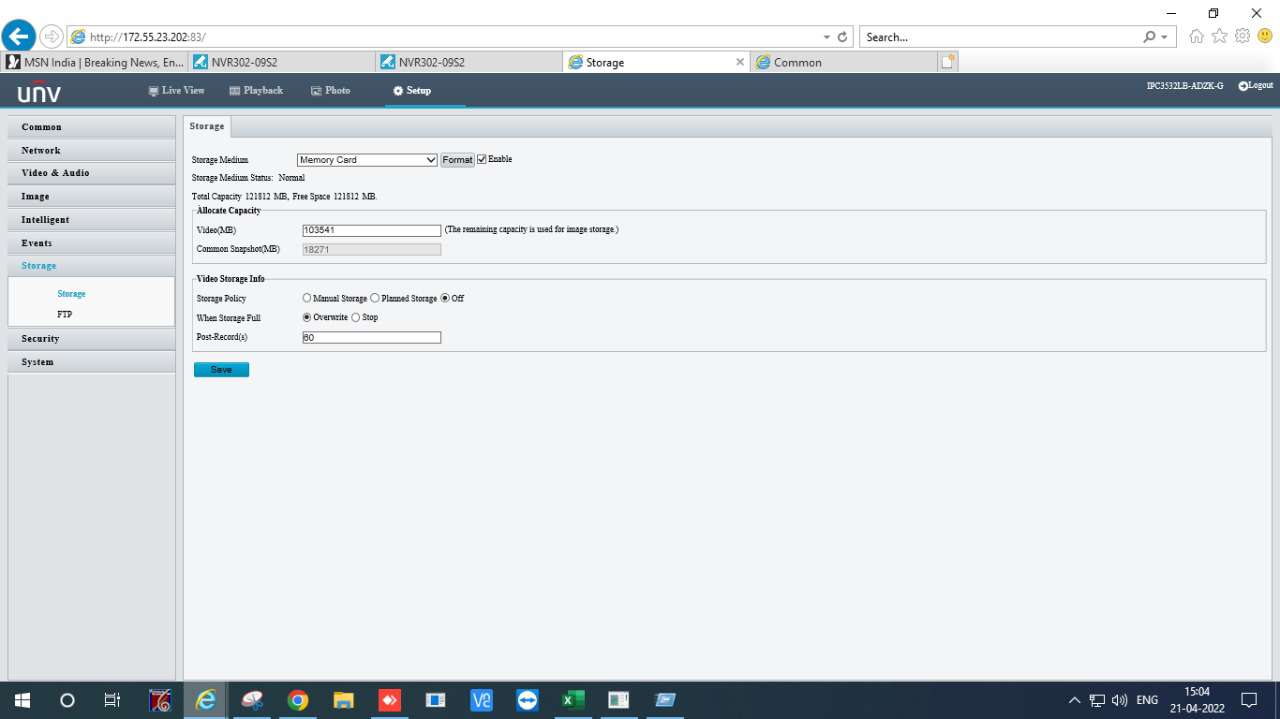 http://172.55.23.202:83/
Search...
MSN India | Breaking News, En...
NVR302-09S2
NVR302-09S2
Storage
Common
unv
Live View
Playback
Photo
Setup
IPC3532LB-ADZK-G
Logout
Common
Network
Video & Audio
Image
Intelligent
Events
Storage
Storage
FTP
Security
System
Storage
Storage Medium Memory Card Format Enable
Storage Medium Status: Normal
Total Capacity 121812 MB, Free Space 121812 MB.
Allocate Capacity
Video(MB) 103541 (The remaining capacity is used for image storage.)
Common Snapshot(MB) 18271
Video Storage Info
Storage Policy Manual Storage Planned Storage Off
When Storage Full Overwrite Stop
Post-Record(s) 60
Save
ENG
15:04
21-04-2022